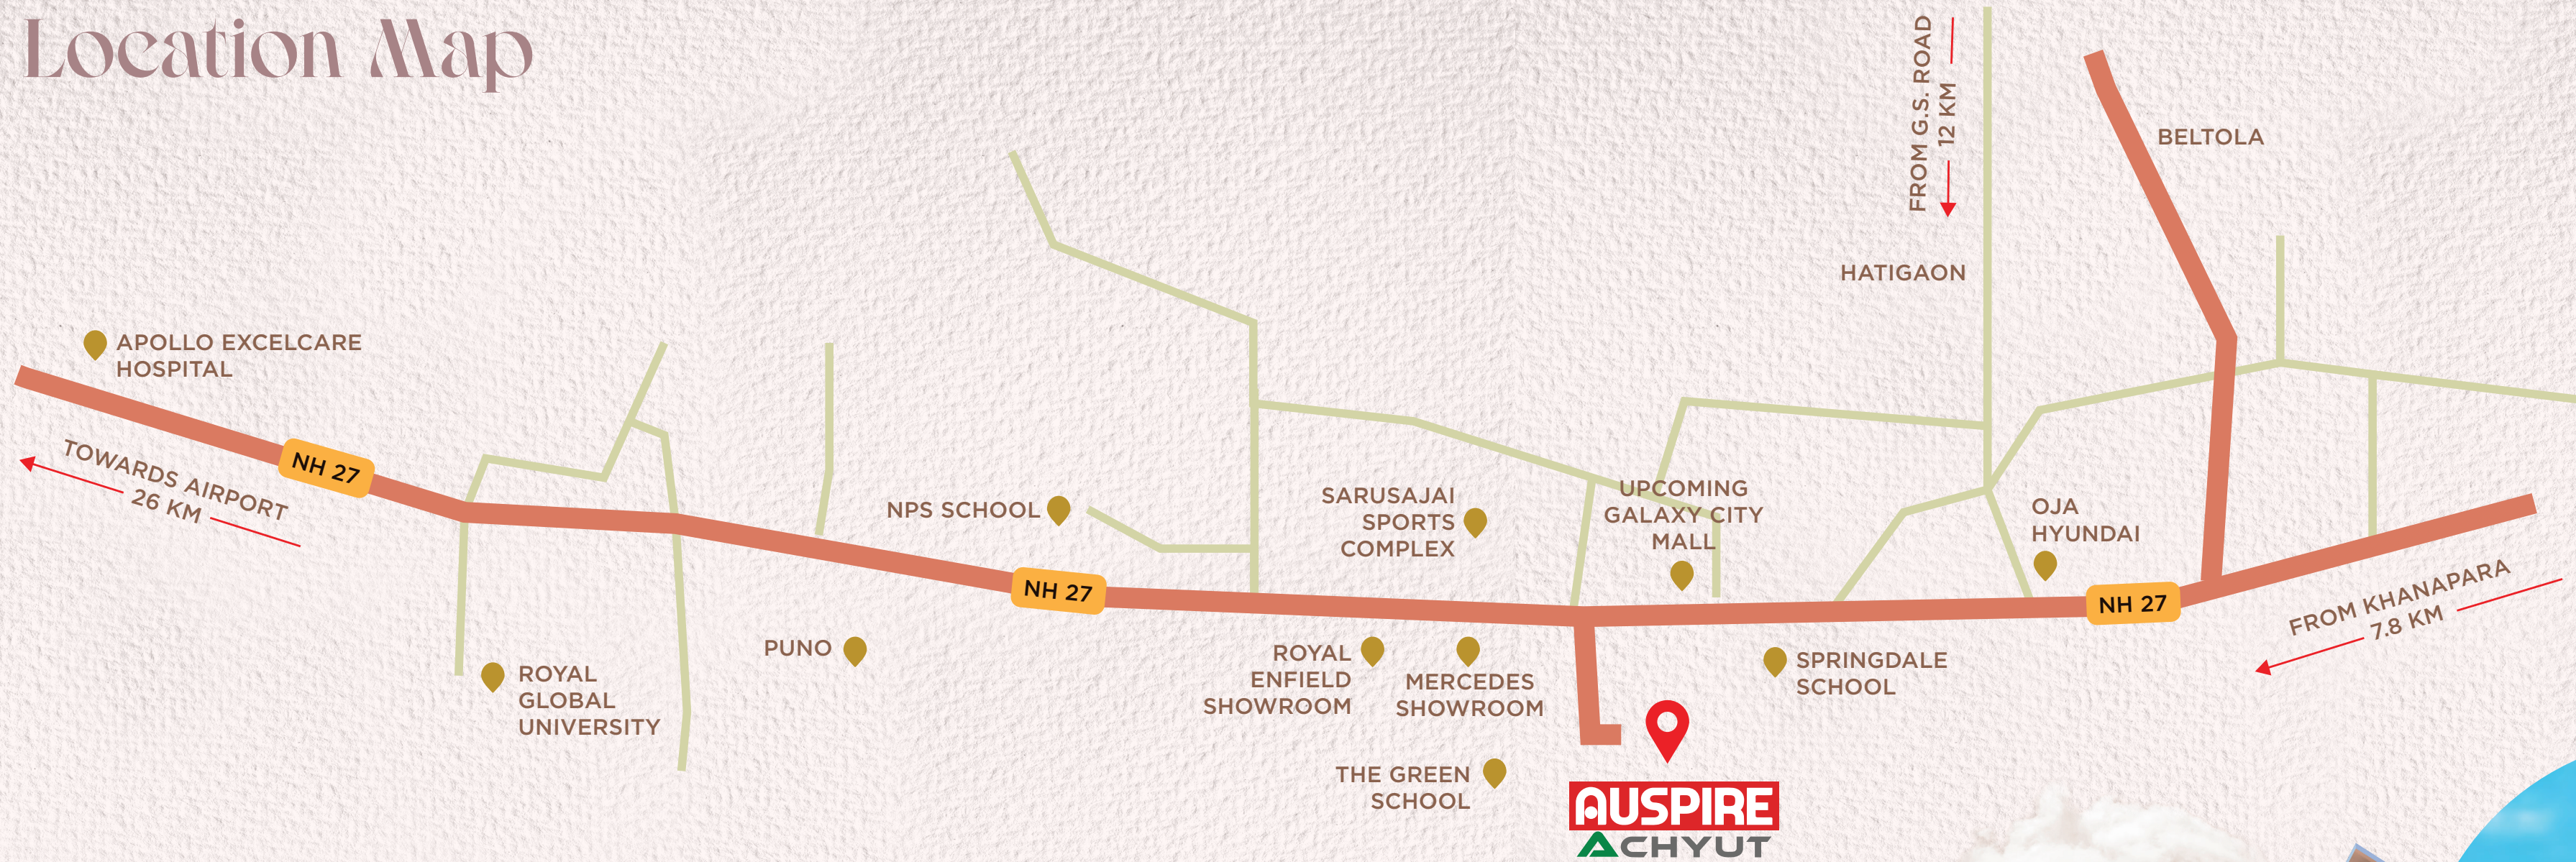 Location Map
FROM G.S. ROAD
12 KM
BELTOLA
HATIGAON
APOLLO EXCELCARE
HOSPITAL
NH 27
TOWARDS AIRPORT
26 KM
NPS SCHOOL
SARUSAJAI
SPORTS
COMPLEX
UPCOMING
GALAXY CITY
MALL
OJA
HYUNDAI
NH 27
NH 27
FROM KHANAPARA
7.8 KM
PUNO
ROYAL
GLOBAL
UNIVERSITY
ROYAL
ENFIELD
SHOWROOM
MERCEDES
SHOWROOM
SPRINGDALE
SCHOOL
THE GREEN
SCHOOL
AUSPIRE
ACHYUT